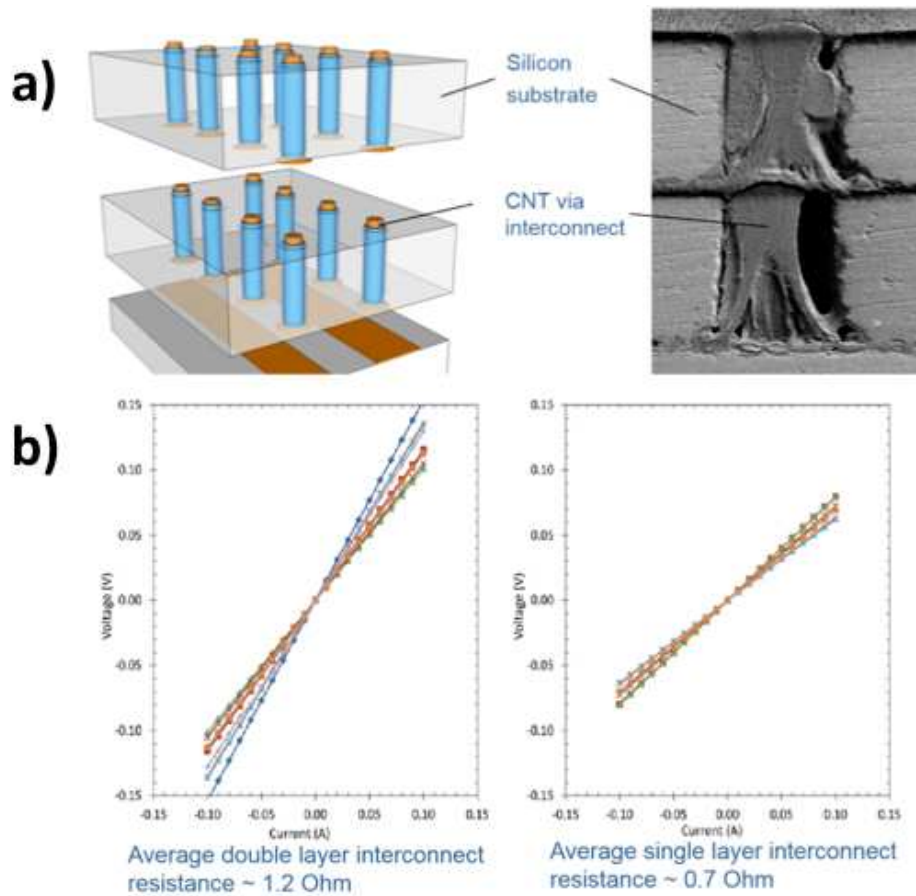 a)
Silicon
substrate
CNT via
interconnect
b)
0.15
0.10
0.05
0.00
-0.05
-0.10
-0.15
Voltage (V)
-0.15
-0.10
-0.05
0.00
0.05
0.10
0.15
Current (A)
Average double layer interconnect
resistance ~ 1.2 Ohm
0.15
0.10
0.05
0.00
-0.05
-0.10
-0.15
Voltage (V)
-0.15
-0.10
-0.05
0.00
0.05
0.10
0.15
Current (A)
Average single layer interconnect
resistance ~ 0.7 Ohm